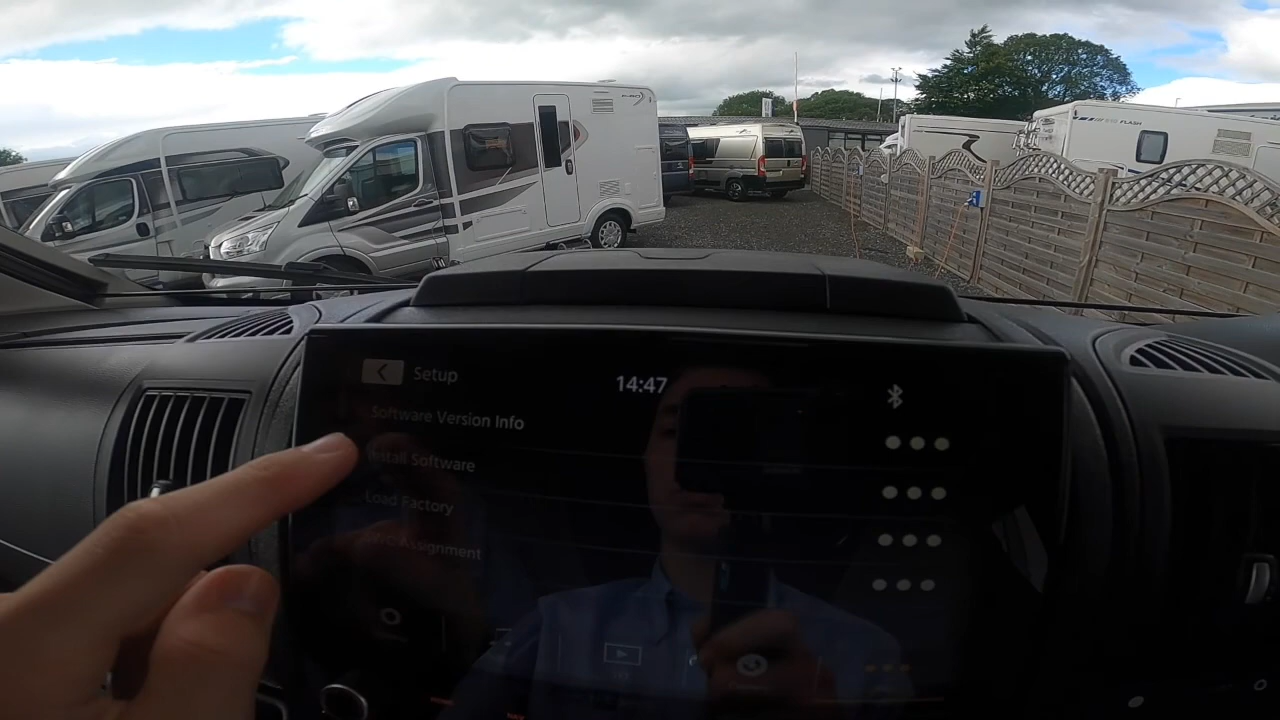 Setup
14:47
Software Version Info
Install Software
Load Factory
Assignment
FLASH